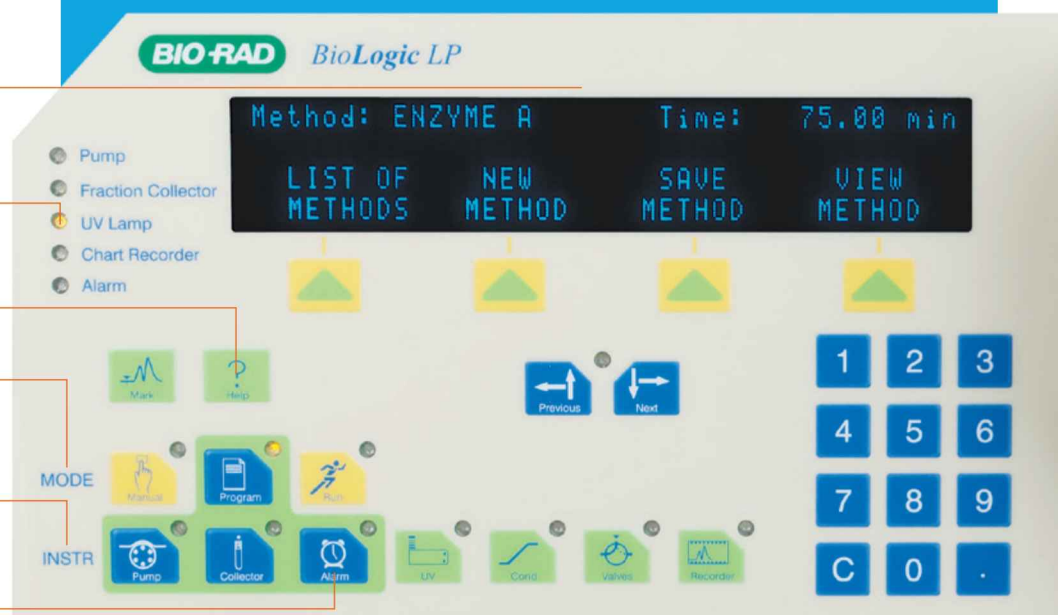 BIO-RAD BioLogic LP
Method: ENZYME A Time: 75.00 min
LIST OF METHODS NEW METHOD SAVE METHOD VIEW METHOD
Pump
Fraction Collector
UV Lamp
Chart Recorder
Alarm
Mark ? Help
Previous Next
1 2 3
4 5 6
7 8 9
C 0 .
MODE Manual Program Run
INSTR Pump Collector Alarm UV Cond Valves Recorder